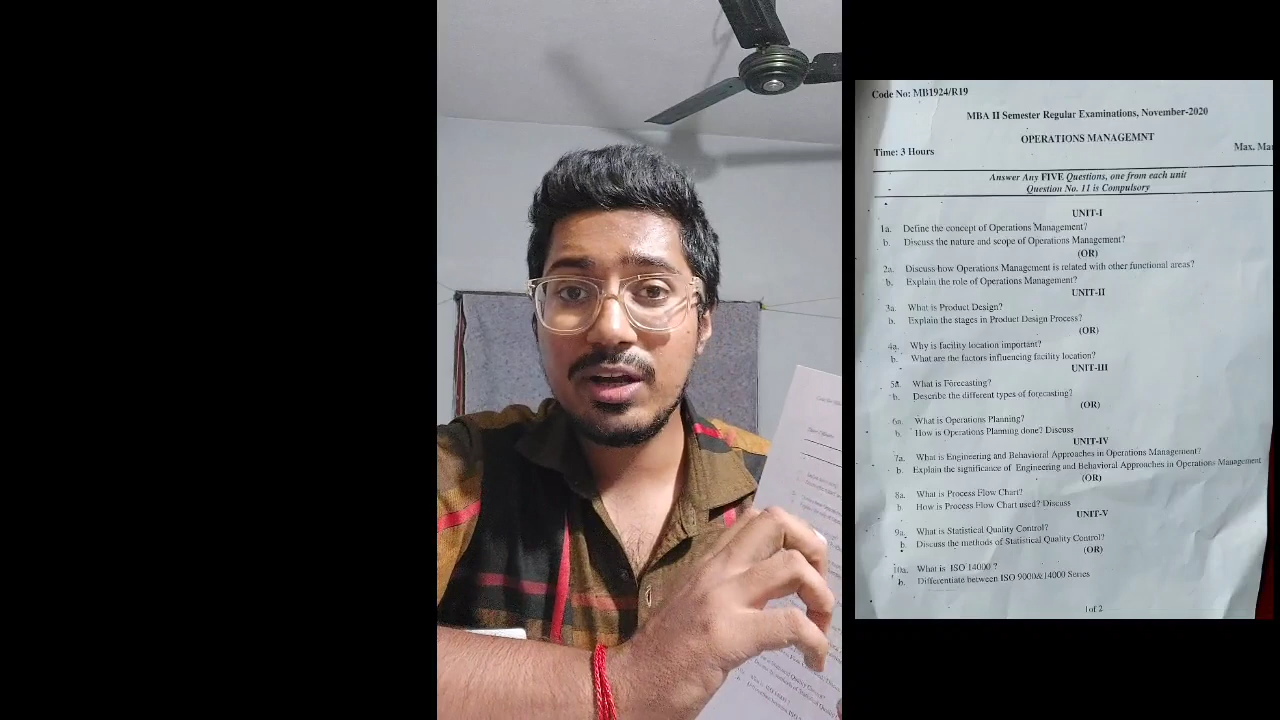 Code No: MB1924/R19
MBA II Semester Regular Examinations, November-2020
OPERATIONS MANAGEMNT
Time: 3 Hours
Max. Mar
Answer Any FIVE Questions, one from each unit
Question No. 11 is Compulsory
UNIT-I
1a. Define the concept of Operations Management?
b. Discuss the nature and scope of Operations Management?
(OR)
2a. Discuss how Operations Management is related with other functional areas?
b. Explain the role of Operations Management?
UNIT-II
3a. What is Product Design?
b. Explain the stages in Product Design Process?
(OR)
4a. Why is facility location important?
b. What are the factors influencing facility location?
UNIT-III
5a. What is Forecasting?
b. Describe the different types of forecasting?
(OR)
6a. What is Operations Planning?
b. How is Operations Planning done? Discuss
UNIT-IV
7a. What is Engineering and Behavioral Approaches in Operations Management?
b. Explain the significance of Engineering and Behavioral Approaches in Operations Management
(OR)
8a. What is Process Flow Chart?
b. How is Process Flow Chart used? Discuss
UNIT-V
9a. What is Statistical Quality Control?
b. Discuss the methods of Statistical Quality Control?
(OR)
10a. What is ISO 14000 ?
b. Differentiate between ISO 9000&14000 Series
1 of 2